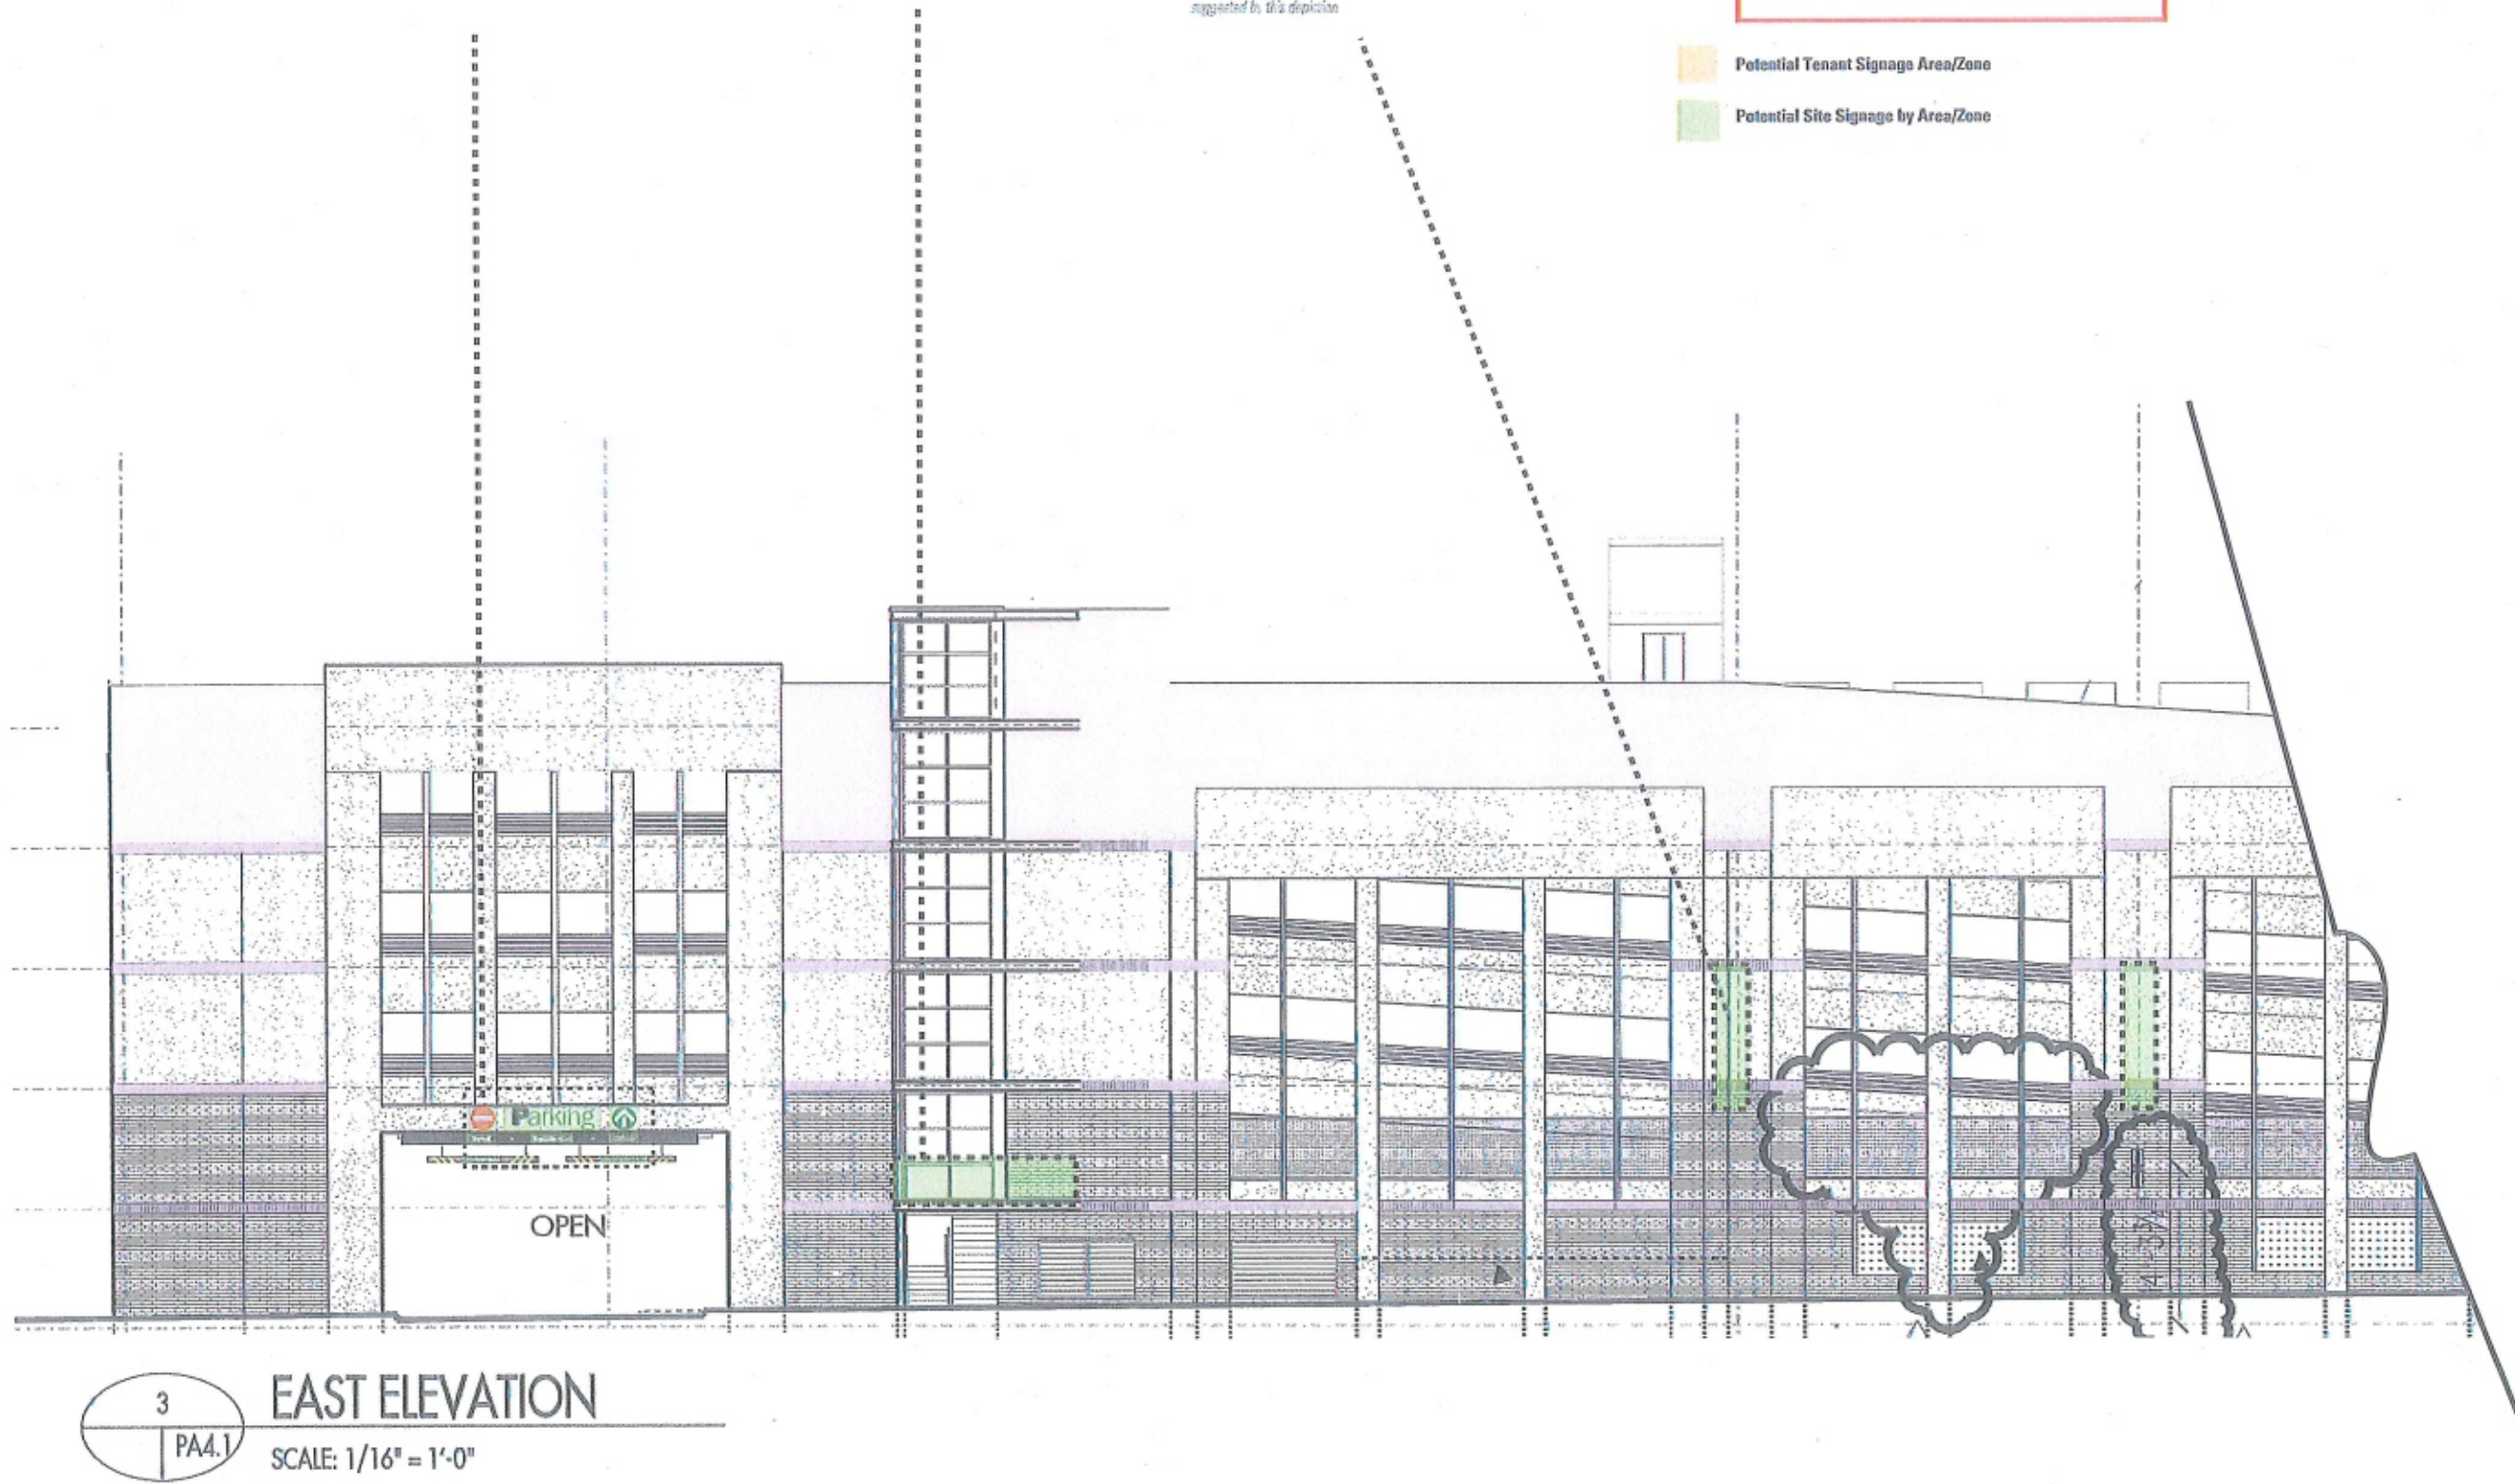 suggested by this depiction
Potential Tenant Signage Area/Zone
Potential Site Signage by Area/Zone
Parking
OPEN
3
PA4.1
EAST ELEVATION
SCALE: 1/16" = 1'-0"